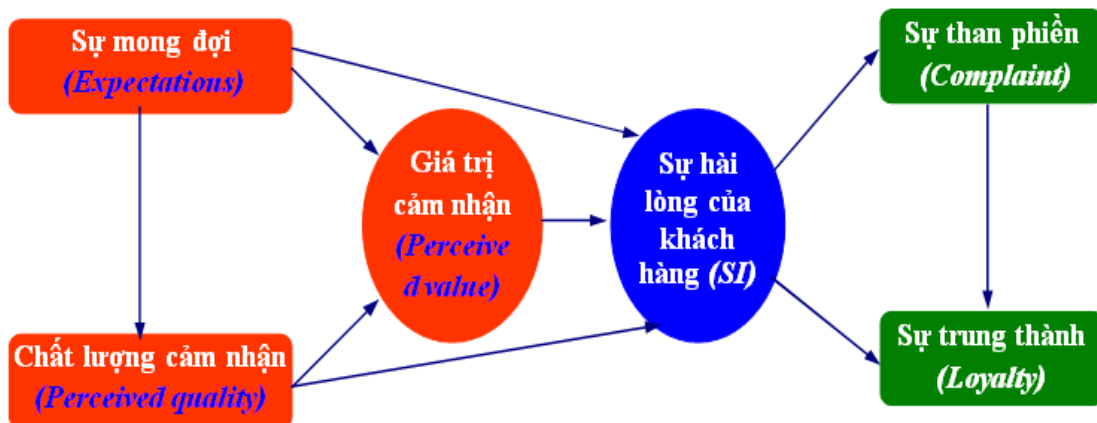 Sự mong đợi
(Expectations)
Giá trị
cảm nhận
(Perceive
d value)
Chất lượng cảm nhận
(Perceived quality)
Sự hài
lòng của
khách
hàng (SI)
Sự than phiền
(Complaint)
Sự trung thành
(Loyalty)